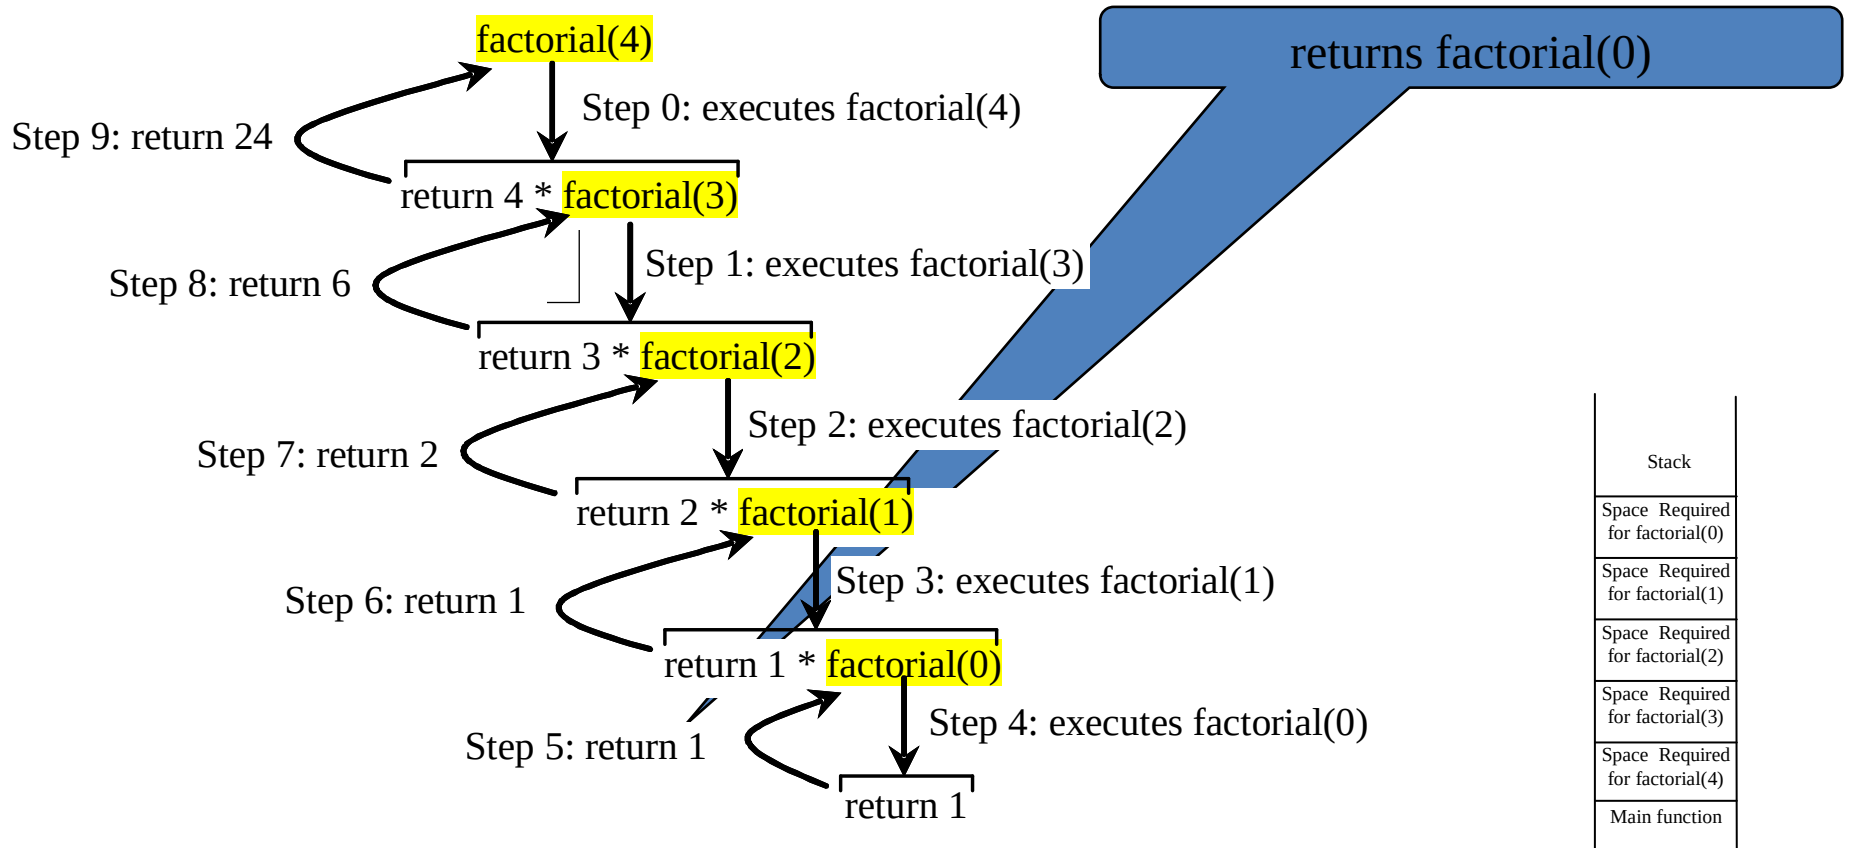 factorial(4)
returns factorial(0)
Step 0: executes factorial(4)
Step 9: return 24
return 4 * factorial(3)
Step 1: executes factorial(3)
Step 8: return 6
return 3 * factorial(2)
Step 2: executes factorial(2)
Step 7: return 2
return 2 * factorial(1)
Step 3: executes factorial(1)
Step 6: return 1
return 1 * factorial(0)
Step 4: executes factorial(0)
Step 5: return 1
return 1
Stack
Space Required
for factorial(0)
Space Required
for factorial(1)
Space Required
for factorial(2)
Space Required
for factorial(3)
Space Required
for factorial(4)
Main function